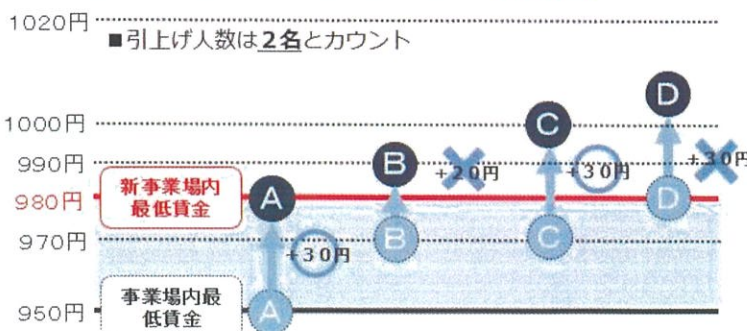 1020円
■引上げ人数は2名とカウント
1000円
990円
980円
970円
950円
新事業場内
最低賃金
事業場内最
低賃金
A
B
C
D
+30円
+20円
+30円
+30円
A
B
C
D